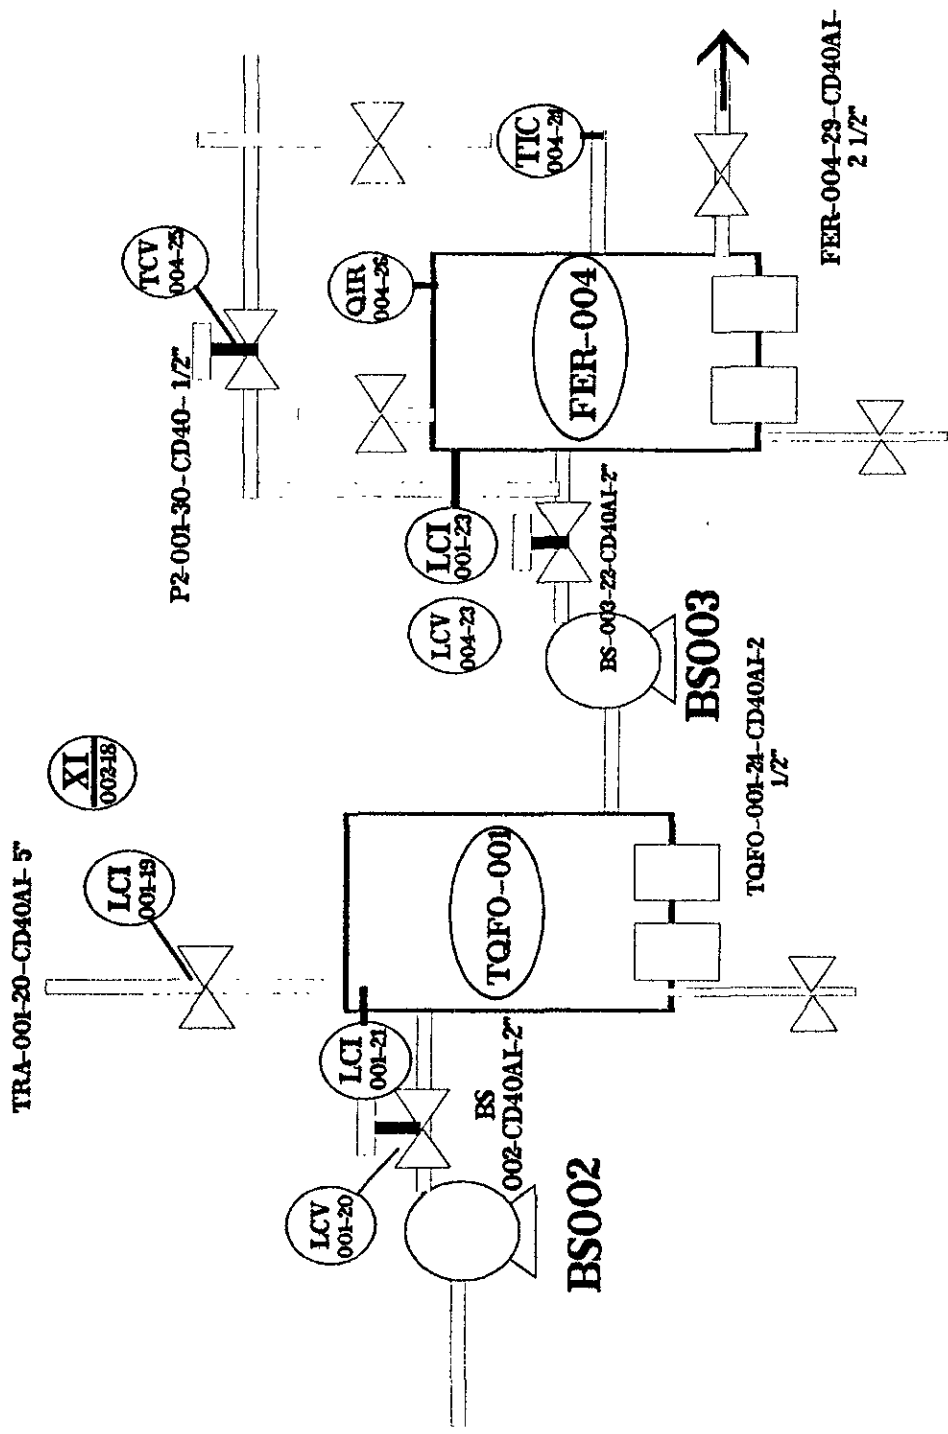 TRA-001-20-CD40AI- 5"
LCI
001-19
XI
002-18
LCV
001-20
LCI
001-21
BS
002-CD40AI-2"
BS002
TQFO-001
TQFO-001-24-CD40AI-2
1/2"
P2-001-30-CD40- 1/2"
TCV
004-25
LCV
004-23
LCI
001-23
QIR
004-26
TIC
BS-003-22-CD40AI-2"
BS003
FER-004
FER-004-29-CD40AI-
2 1/2"